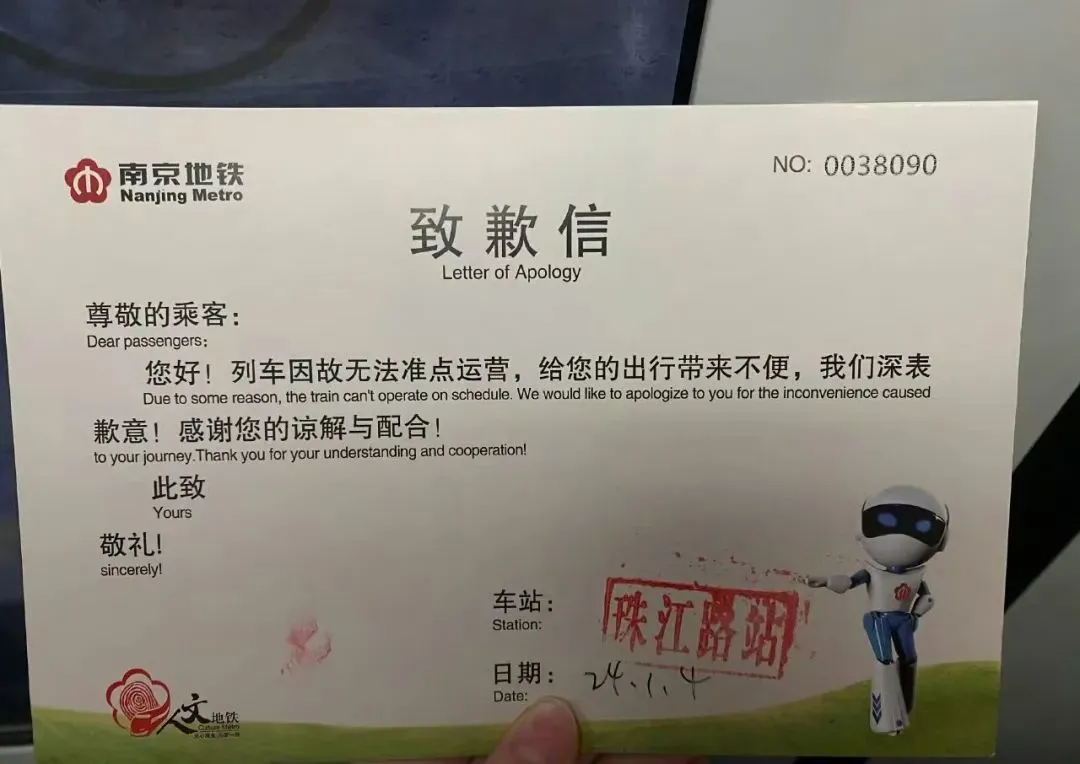 南京地铁
Nanjing Metro
NO: 0038090
致歉信
Letter of Apology
尊敬的乘客：
Dear passengers:
您好！列车因故无法准点运营，给您的出行带来不便，我们深表
Due to some reason, the train can't operate on schedule. We would like to apologize to you for the inconvenience caused
歉意！感谢您的谅解与配合！
to your journey.Thank you for your understanding and cooperation!
此致
Yours
敬礼！
sincerely!
车站：
Station:
珠江路站
日期：
Date:
24.1.4
人文地铁
Culture Metro